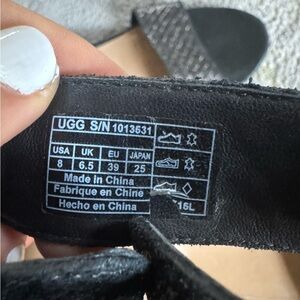 UGG S/N 1013531
USA UK EU JAPAN
8 6.5 39 25
Made in China
Fabrique en Chine
Hecho en China
15L